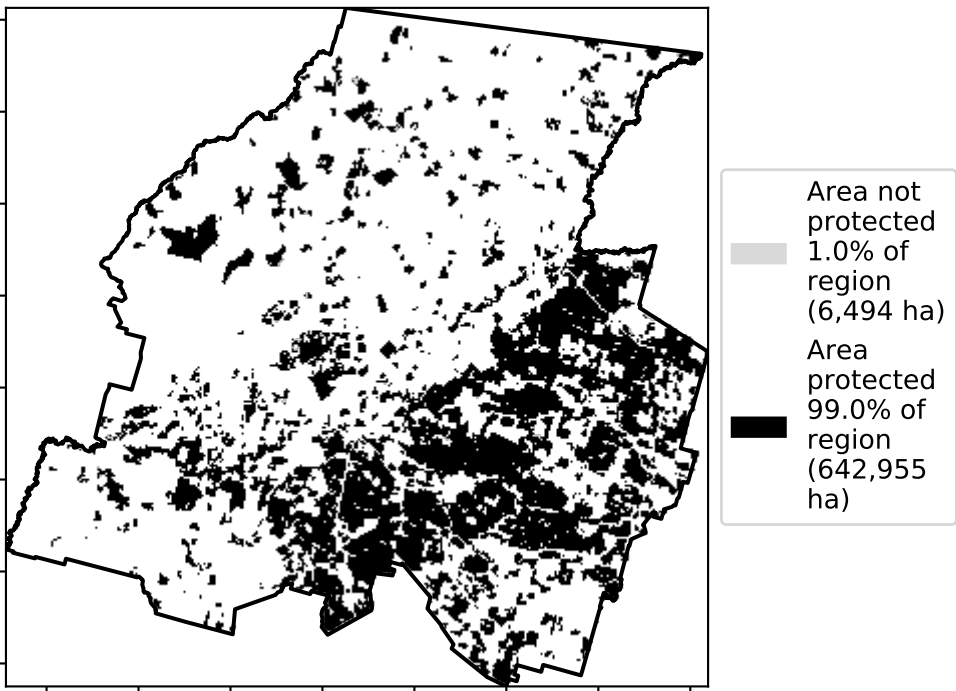 Area not
protected
1.0% of
region
(6,494 ha)
Area
protected
99.0% of
region
(642,955
ha)